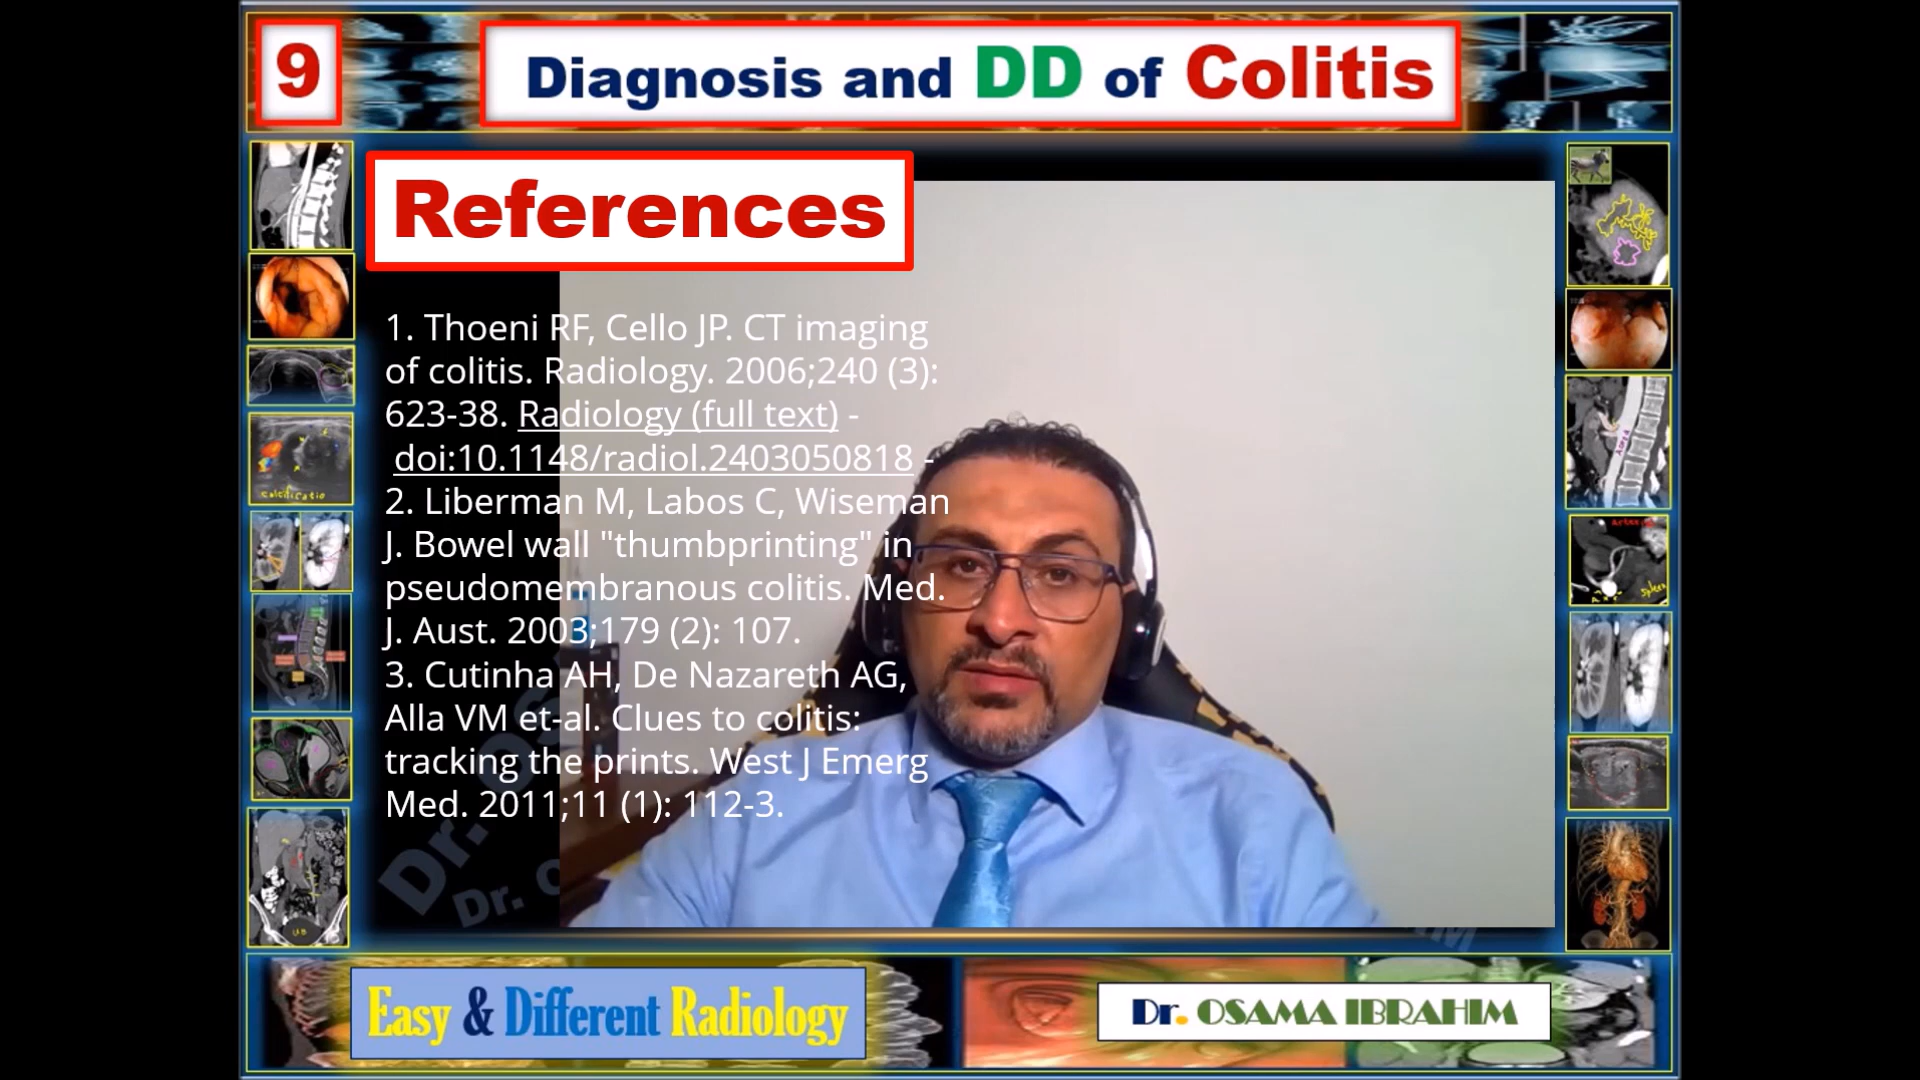 9
Diagnosis and DD of Colitis
References
1. Thoeni RF, Cello JP. CT imaging
of colitis. Radiology. 2006;240 (3):
623-38. Radiology (full text) -
doi:10.1148/radiol.2403050818 -
2. Liberman M, Labos C, Wiseman
J. Bowel wall "thumbprinting" in
pseudomembranous colitis. Med.
J. Aust. 2003;179 (2): 107.
3. Cutinha AH, De Nazareth AG,
Alla VM et-al. Clues to colitis:
tracking the prints. West J Emerg
Med. 2011;11 (1): 112-3.
Easy & Different Radiology
Dr. OSAMA IBRAHIM